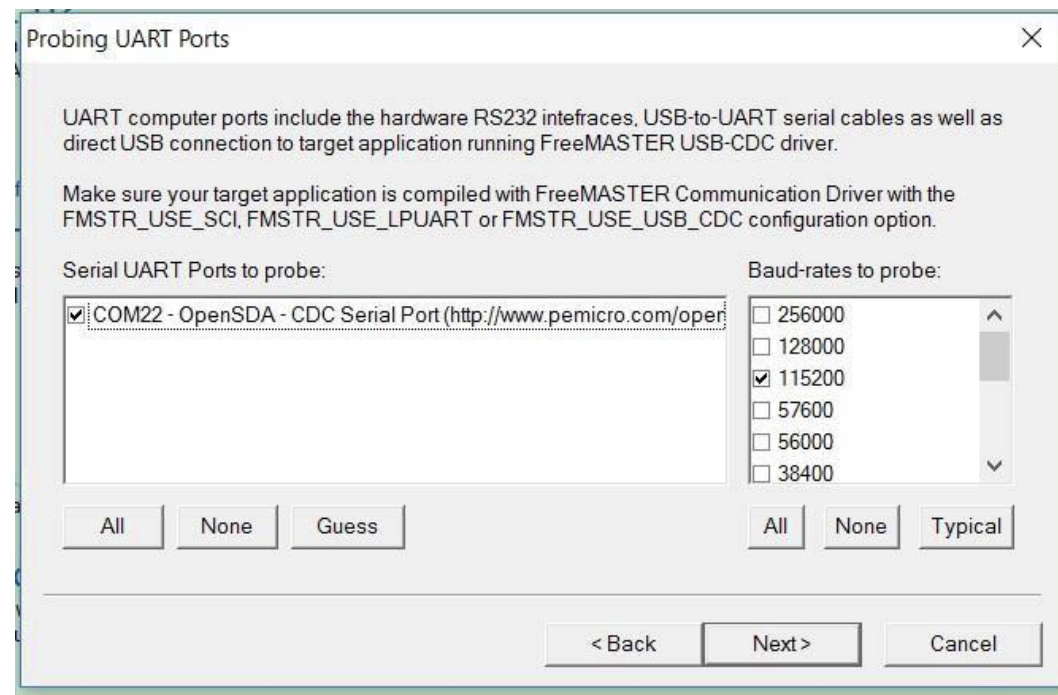 Probing UART Ports
UART computer ports include the hardware RS232 intefraces, USB-to-UART serial cables as well as
direct USB connection to target application running FreeMASTER USB-CDC driver.
Make sure your target application is compiled with FreeMASTER Communication Driver with the
FMSTR_USE_SCI, FMSTR_USE_LPUART or FMSTR_USE_USB_CDC configuration option.
Serial UART Ports to probe:
Baud-rates to probe:
COM22 - OpenSDA - CDC Serial Port (http://www.pemicro.com/oper
256000
128000
115200
57600
56000
38400
All None Guess
All None Typical
< Back Next > Cancel